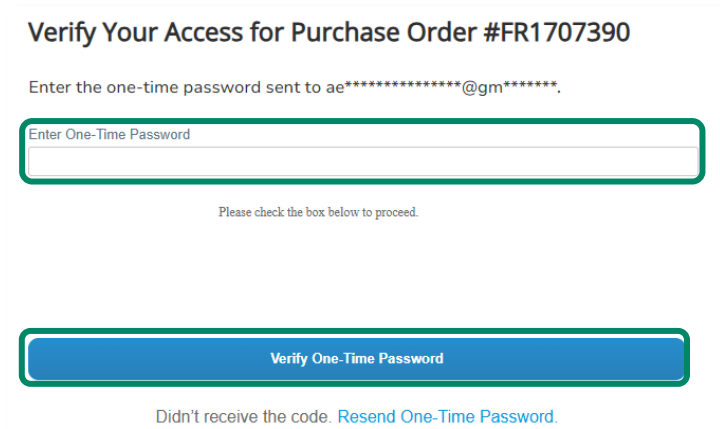 Verify Your Access for Purchase Order #FR1707390
Enter the one-time password sent to ae***************@gm*******.
Enter One-Time Password
Please check the box below to proceed.
Verify One-Time Password
Didn't receive the code. Resend One-Time Password.